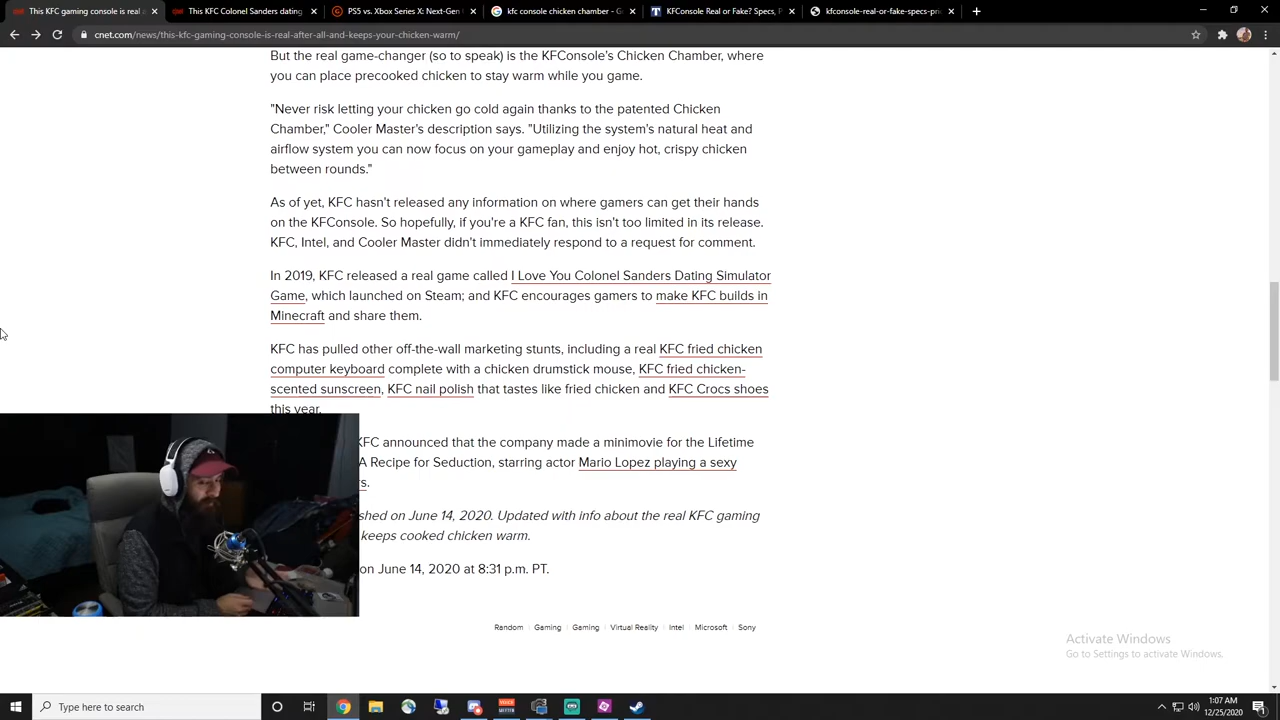 This KFC gaming console is real a
This KFC Colonel Sanders dating
PS5 vs. Xbox Series X: Next-Gen
kfc console chicken chamber - G
KFConsole Real or Fake? Specs, P
kfconsole-real-or-fake-specs-pri
cnet.com/news/this-kfc-gaming-console-is-real-after-all-and-keeps-your-chicken-warm/
But the real game-changer (so to speak) is the KFConsole's Chicken Chamber, where
you can place precooked chicken to stay warm while you game.
"Never risk letting your chicken go cold again thanks to the patented Chicken
Chamber," Cooler Master's description says. "Utilizing the system's natural heat and
airflow system you can now focus on your gameplay and enjoy hot, crispy chicken
between rounds."
As of yet, KFC hasn't released any information on where gamers can get their hands
on the KFConsole. So hopefully, if you're a KFC fan, this isn't too limited in its release.
KFC, Intel, and Cooler Master didn't immediately respond to a request for comment.
In 2019, KFC released a real game called I Love You Colonel Sanders Dating Simulator
Game, which launched on Steam; and KFC encourages gamers to make KFC builds in
Minecraft and share them.
KFC has pulled other off-the-wall marketing stunts, including a real KFC fried chicken
computer keyboard complete with a chicken drumstick mouse, KFC fried chicken-
scented sunscreen, KFC nail polish that tastes like fried chicken and KFC Crocs shoes
this year.
KFC announced that the company made a minimovie for the Lifetime
A Recipe for Seduction, starring actor Mario Lopez playing a sexy
rs.
shed on June 14, 2020. Updated with info about the real KFC gaming
keeps cooked chicken warm.
on June 14, 2020 at 8:31 p.m. PT.
Random Gaming Gaming Virtual Reality Intel Microsoft Sony
Activate Windows
Go to Settings to activate Windows.
Type here to search
1:07 AM
12/25/2020